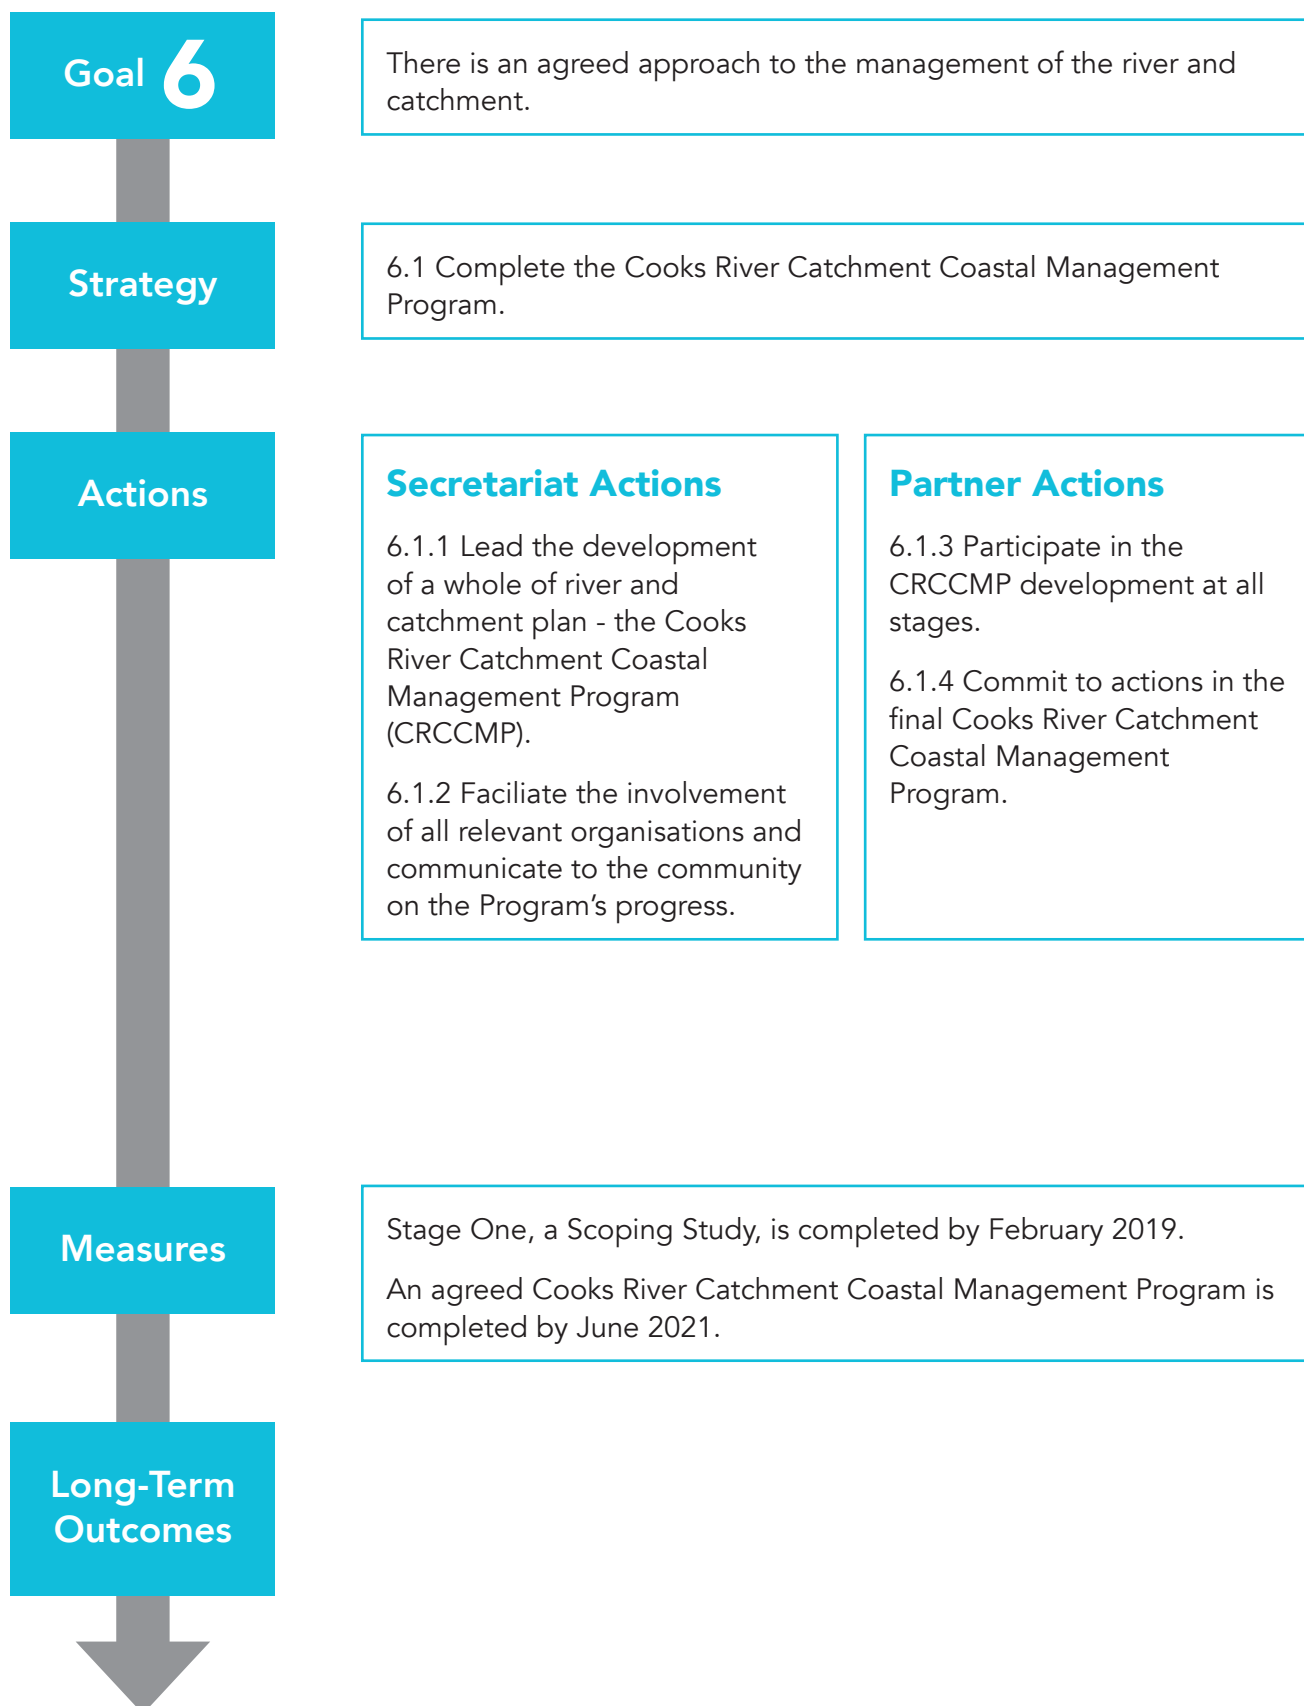 Goal 6
There is an agreed approach to the management of the river and
catchment.
Strategy
6.1 Complete the Cooks River Catchment Coastal Management
Program.
Actions
Secretariat Actions
6.1.1 Lead the development
of a whole of river and
catchment plan - the Cooks
River Catchment Coastal
Management Program
(CRCCMP).
6.1.2 Faciliate the involvement
of all relevant organisations and
communicate to the community
on the Program's progress.
Partner Actions
6.1.3 Participate in the
CRCCMP development at all
stages.
6.1.4 Commit to actions in the
final Cooks River Catchment
Coastal Management
Program.
Measures
Stage One, a Scoping Study, is completed by February 2019.
An agreed Cooks River Catchment Coastal Management Program is
completed by June 2021.
Long-Term
Outcomes